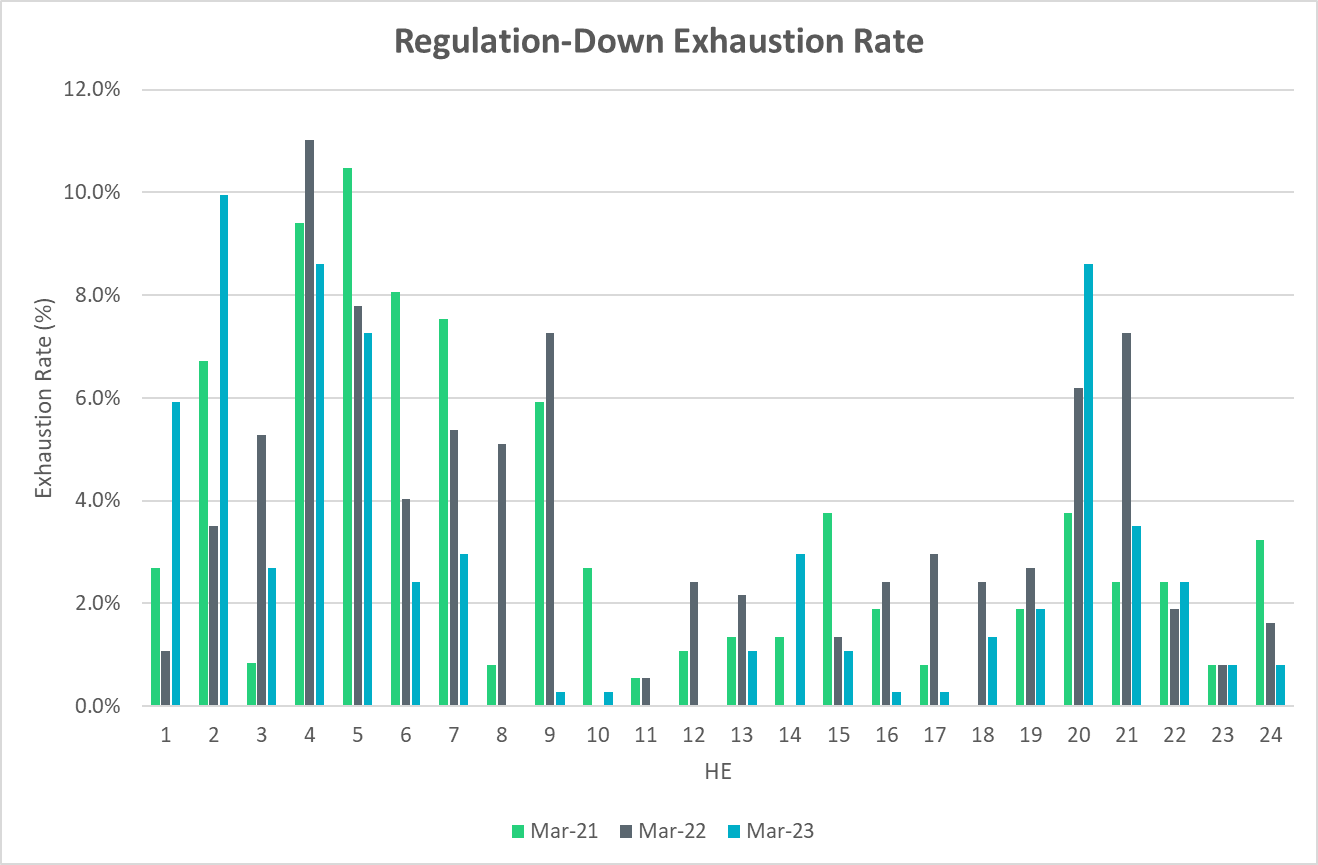 Regulation-Down Exhaustion Rate
12.0%
10.0%
8.0%
6.0%
4.0%
2.0%
0.0%
Exhaustion Rate (%)
1 2 3 4 5 6 7 8 9 10 11 12 13 14 15 16 17 18 19 20 21 22 23 24
HE
Mar-21 Mar-22 Mar-23